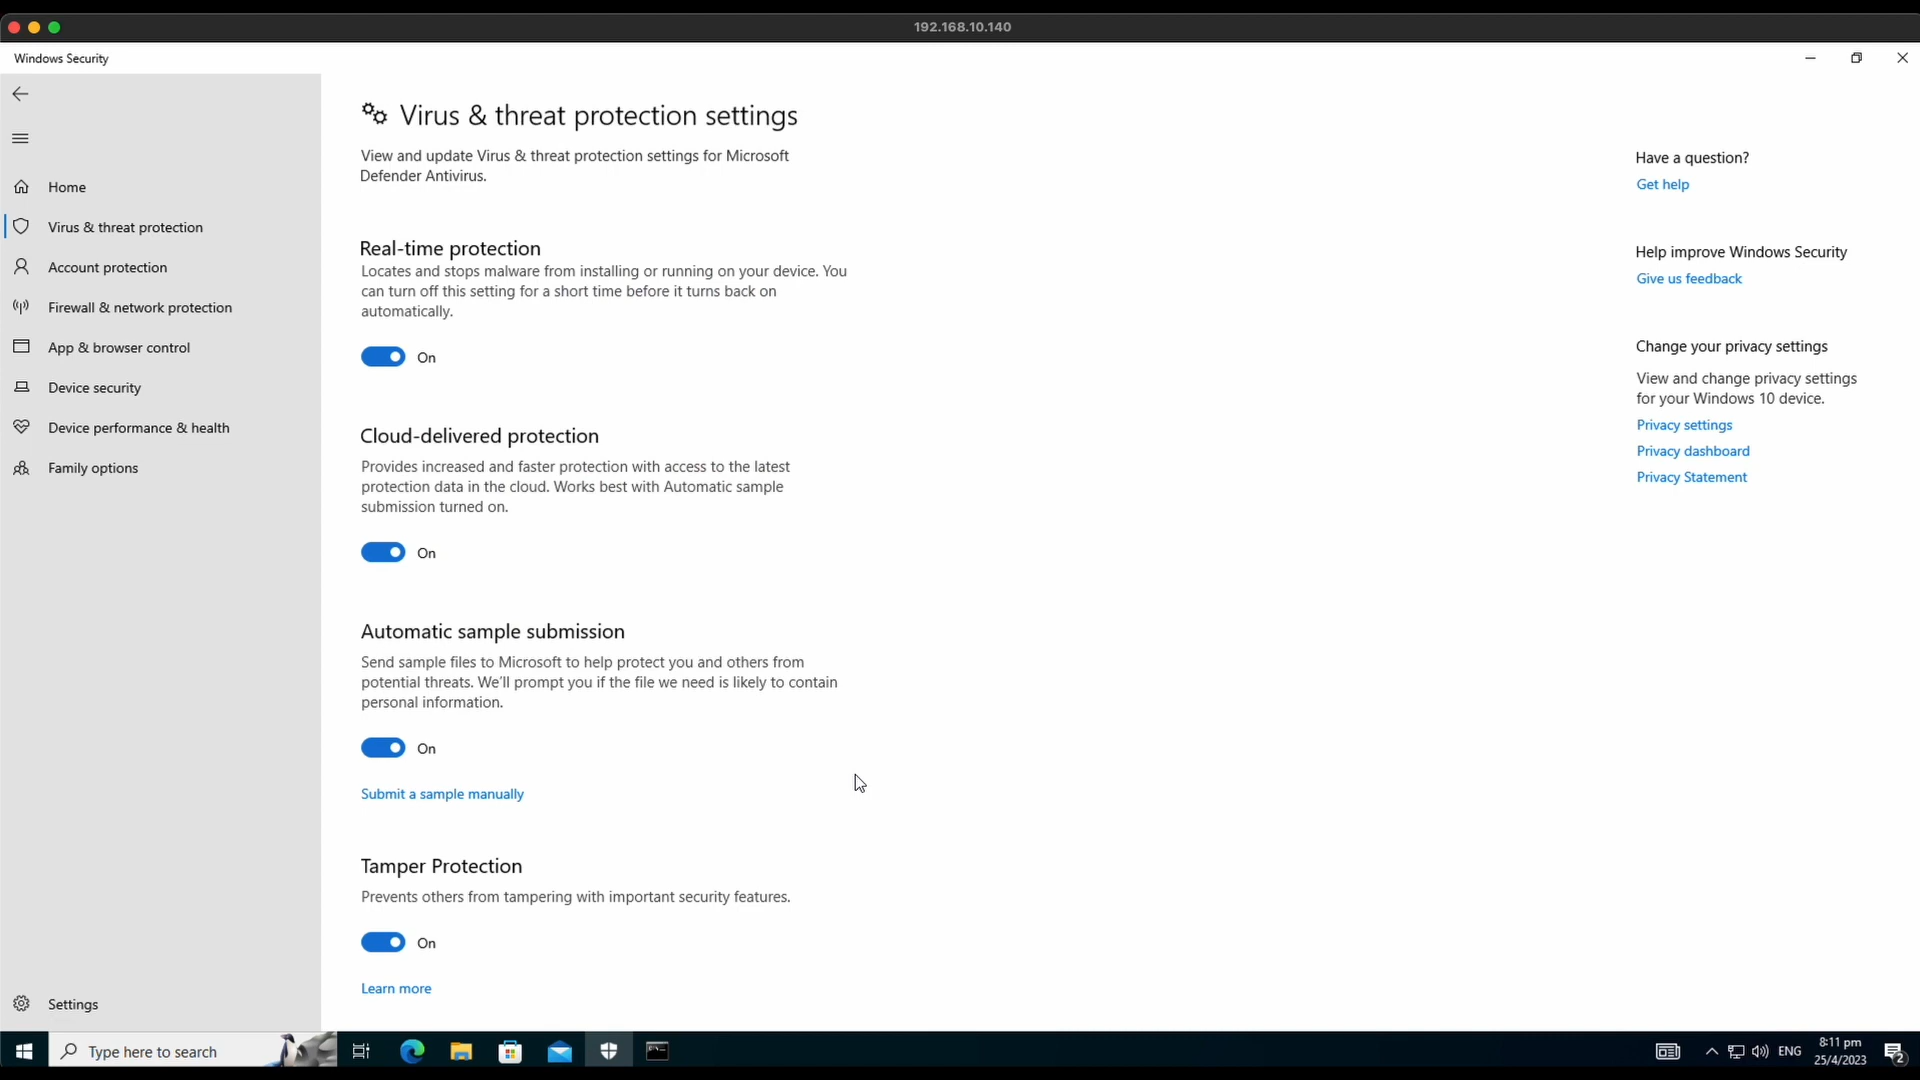 192.168.10.140
Windows Security
Home
Virus & threat protection
Account protection
Firewall & network protection
App & browser control
Device security
Device performance & health
Family options
Settings
Virus & threat protection settings
View and update Virus & threat protection settings for Microsoft
Defender Antivirus.
Real-time protection
Locates and stops malware from installing or running on your device. You
can turn off this setting for a short time before it turns back on
automatically.
On
Cloud-delivered protection
Provides increased and faster protection with access to the latest
protection data in the cloud. Works best with Automatic sample
submission turned on.
On
Automatic sample submission
Send sample files to Microsoft to help protect you and others from
potential threats. We'll prompt you if the file we need is likely to contain
personal information.
On
Submit a sample manually
Tamper Protection
Prevents others from tampering with important security features.
On
Learn more
Have a question?
Get help
Help improve Windows Security
Give us feedback
Change your privacy settings
View and change privacy settings
for your Windows 10 device.
Privacy settings
Privacy dashboard
Privacy Statement
Type here to search
ENG
8:11 pm
25/4/2023
2